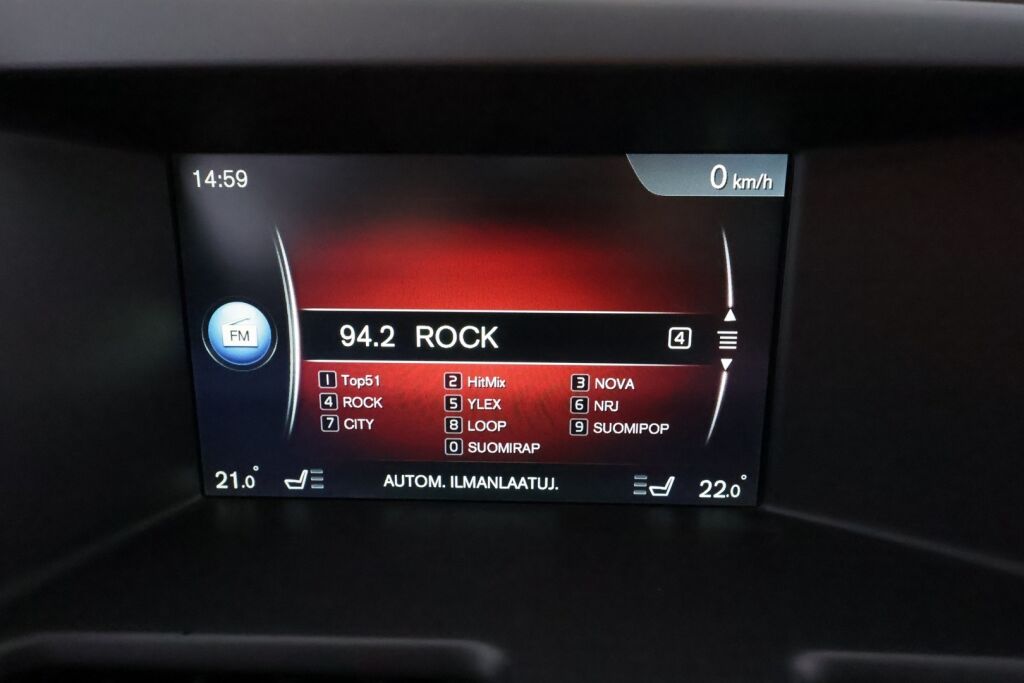 14:59
0 km/h
FM
94.2 ROCK 4
1 Top51 2 HitMix 3 NOVA
4 ROCK 5 YLEX 6 NRJ
7 CITY 8 LOOP 9 SUOMIPOP
0 SUOMIRAP
21.0° AUTOM. ILMANLAATUJ. 22.0°